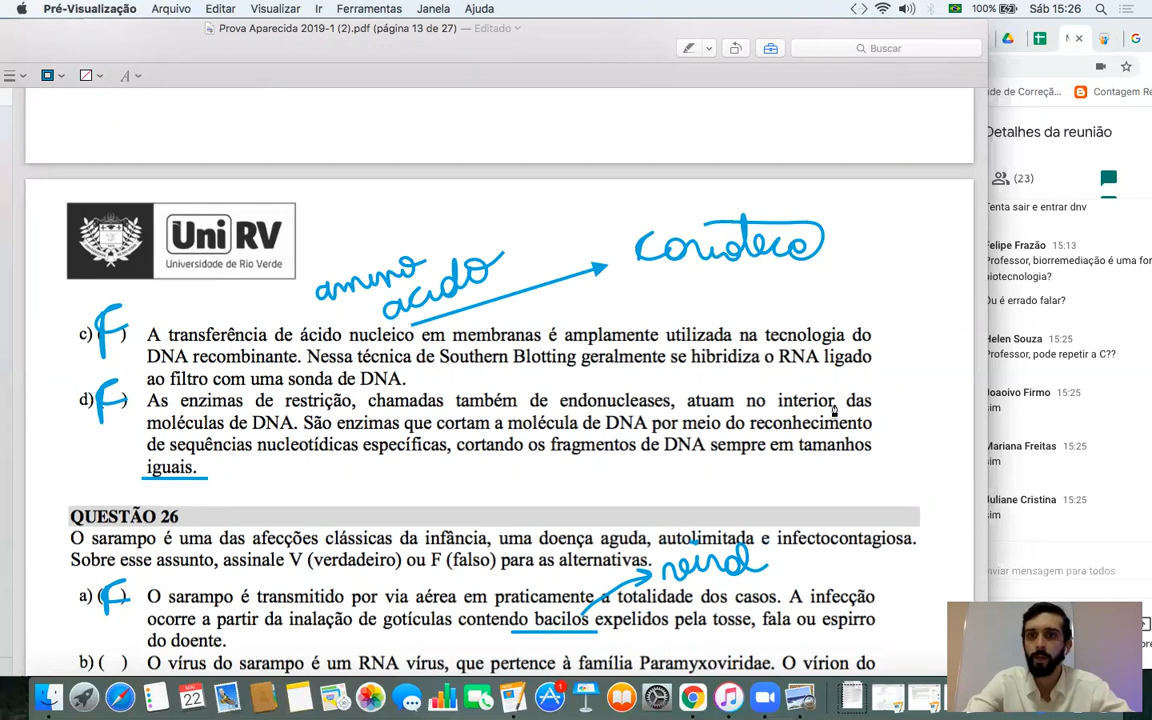 Pré-Visualização Arquivo Editar Visualizar Ir Ferramentas Janela Ajuda 100% Sáb 15:26
Prova Aparecida 2019-1 (2).pdf (página 13 de 27) — Editado
Buscar
de de Correçã... Contagem Re
Detalhes da reunião
(23)
Tenta sair e entrar dnv
Felipe Frazão 15:13
Professor, biorremediação é uma for
biotecnologia?
Ou é errado falar?
Helen Souza 15:25
Professor, pode repetir a C??
Joaoivo Firmo 15:25
sim
Mariana Freitas 15:25
sim
Juliane Cristina 15:25
sim
nviar mensagem para todos
Uni RV
Universidade de Rio Verde
amino
acido
c) (F) A transferência de ácido nucleico em membranas é amplamente utilizada na tecnologia do
DNA recombinante. Nessa técnica de Southern Blotting geralmente se hibridiza o RNA ligado
ao filtro com uma sonda de DNA.
d) (F) As enzimas de restrição, chamadas também de endonucleases, atuam no interior das
moléculas de DNA. São enzimas que cortam a molécula de DNA por meio do reconhecimento
de sequências nucleotídicas específicas, cortando os fragmentos de DNA sempre em tamanhos
iguais.
QUESTÃO 26
O sarampo é uma das afecções clássicas da infância, uma doença aguda, autolimitada e infectocontagiosa.
Sobre esse assunto, assinale V (verdadeiro) ou F (falso) para as alternativas.
a) (F) O sarampo é transmitido por via aérea em praticamente a totalidade dos casos. A infecção
ocorre a partir da inalação de gotículas contendo bacilos expelidos pela tosse, fala ou espirro
do doente.
b) ( ) O vírus do sarampo é um RNA vírus, que pertence à família Paramyxoviridae. O vírion do